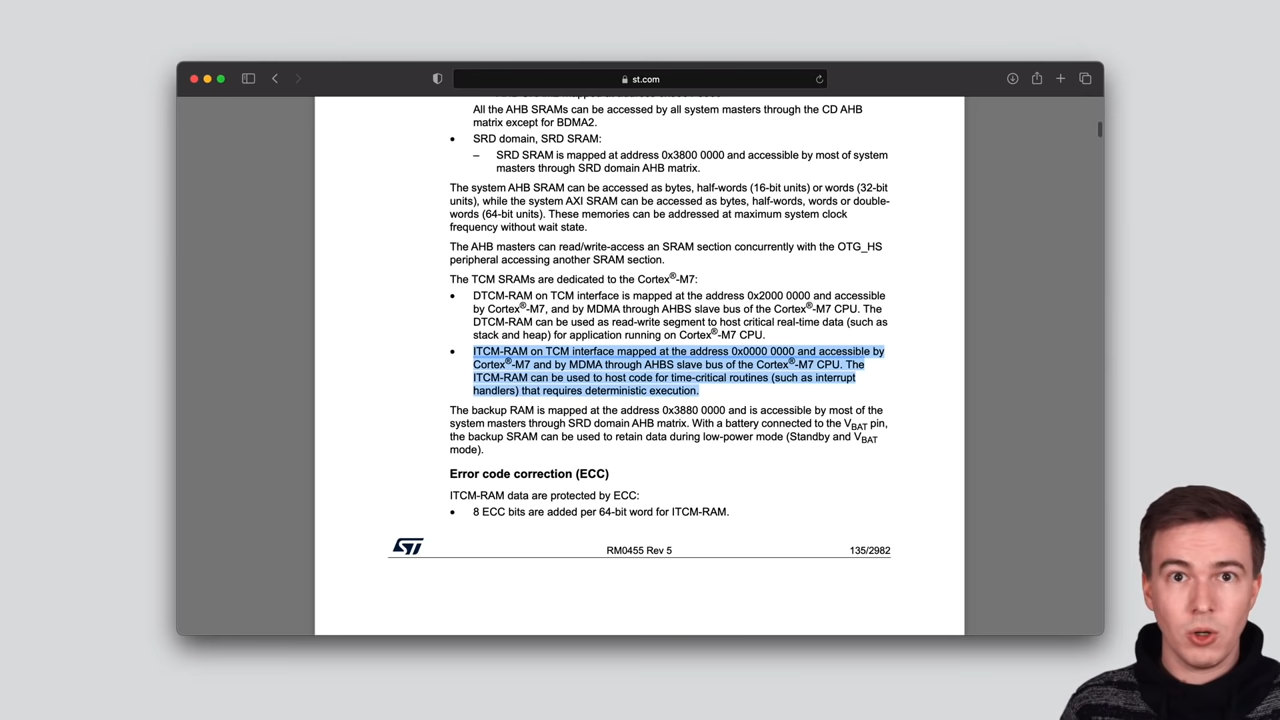 st.com
All the AHB SRAMs can be accessed by all system masters through the CD AHB
matrix except for BDMA2.
• SRD domain, SRD SRAM:
– SRD SRAM is mapped at address 0x3800 0000 and accessible by most of system
masters through SRD domain AHB matrix.
The system AHB SRAM can be accessed as bytes, half-words (16-bit units) or words (32-bit
units), while the system AXI SRAM can be accessed as bytes, half-words, words or double-
words (64-bit units). These memories can be addressed at maximum system clock
frequency without wait state.
The AHB masters can read/write-access an SRAM section concurrently with the OTG_HS
peripheral accessing another SRAM section.
The TCM SRAMs are dedicated to the Cortex®-M7:
• DTCM-RAM on TCM interface is mapped at the address 0x2000 0000 and accessible
by Cortex®-M7, and by MDMA through AHBS slave bus of the Cortex®-M7 CPU. The
DTCM-RAM can be used as read-write segment to host critical real-time data (such as
stack and heap) for application running on Cortex®-M7 CPU.
• ITCM-RAM on TCM interface mapped at the address 0x0000 0000 and accessible by
Cortex®-M7 and by MDMA through AHBS slave bus of the Cortex®-M7 CPU. The
ITCM-RAM can be used to host code for time-critical routines (such as interrupt
handlers) that requires deterministic execution.
The backup RAM is mapped at the address 0x3880 0000 and is accessible by most of the
system masters through SRD domain AHB matrix. With a battery connected to the VBAT pin,
the backup SRAM can be used to retain data during low-power mode (Standby and VBAT
mode).
Error code correction (ECC)
ITCM-RAM data are protected by ECC:
• 8 ECC bits are added per 64-bit word for ITCM-RAM.
ST RM0455 Rev 5 135/2982